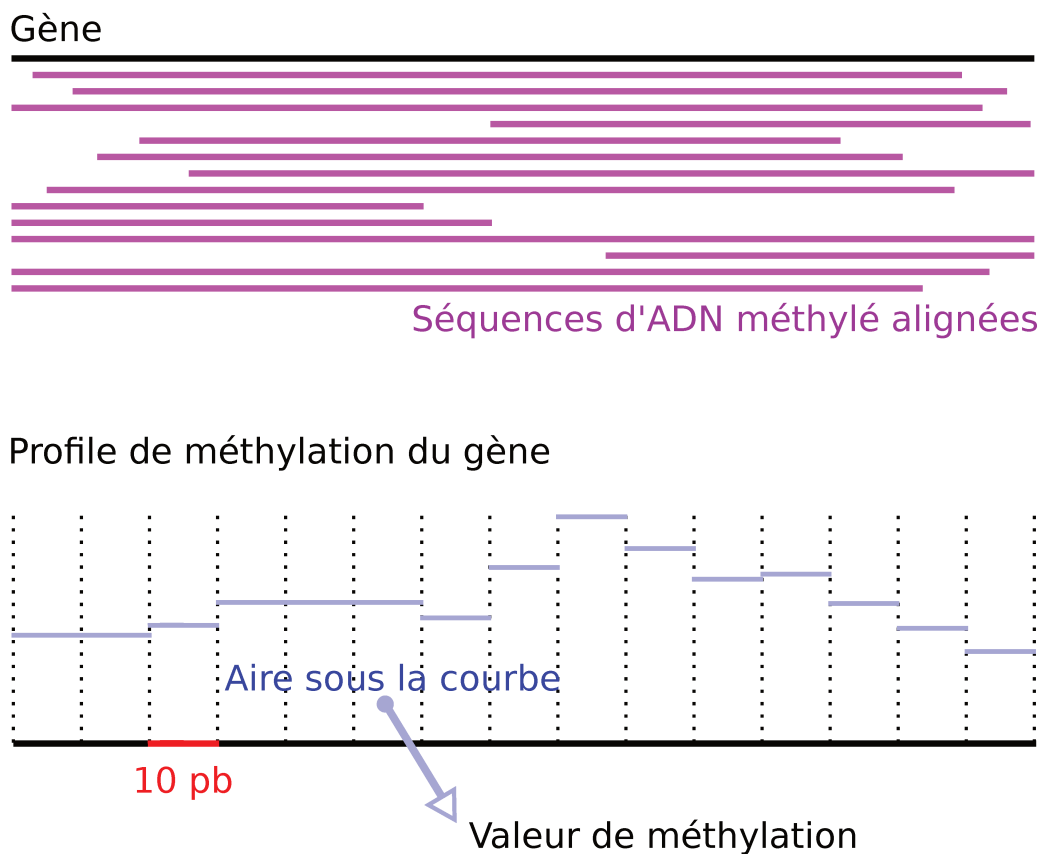 Gène
Séquences d'ADN méthylé alignées
Profile de méthylation du gène
Aire sous la courbe
10 pb
Valeur de méthylation